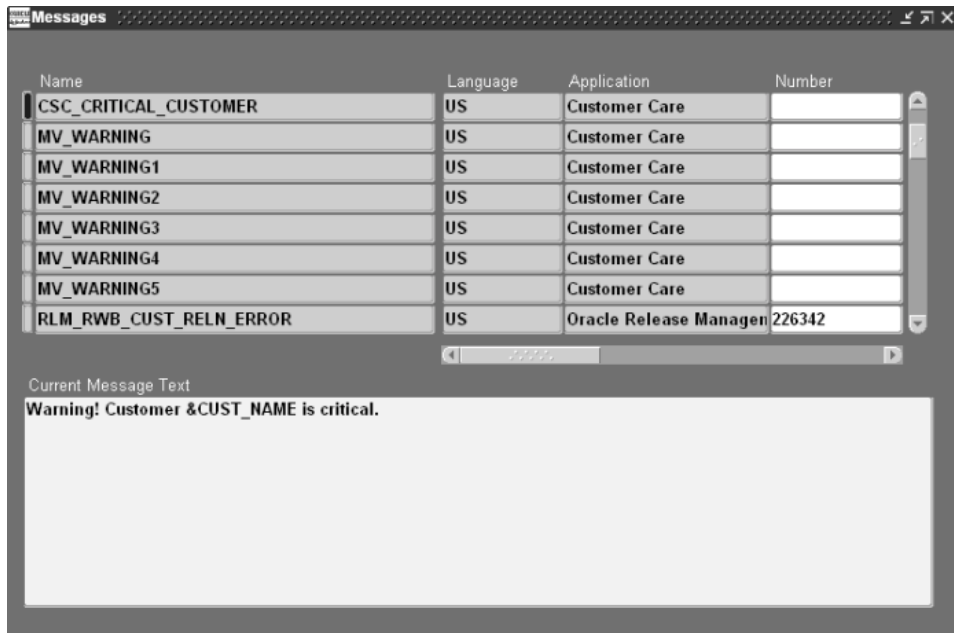 Messages
Name Language Application Number
CSC_CRITICAL_CUSTOMER US Customer Care
MV_WARNING US Customer Care
MV_WARNING1 US Customer Care
MV_WARNING2 US Customer Care
MV_WARNING3 US Customer Care
MV_WARNING4 US Customer Care
MV_WARNING5 US Customer Care
RLM_RWB_CUST_RELN_ERROR US Oracle Release Managen 226342
Current Message Text
Warning! Customer &CUST_NAME is critical.